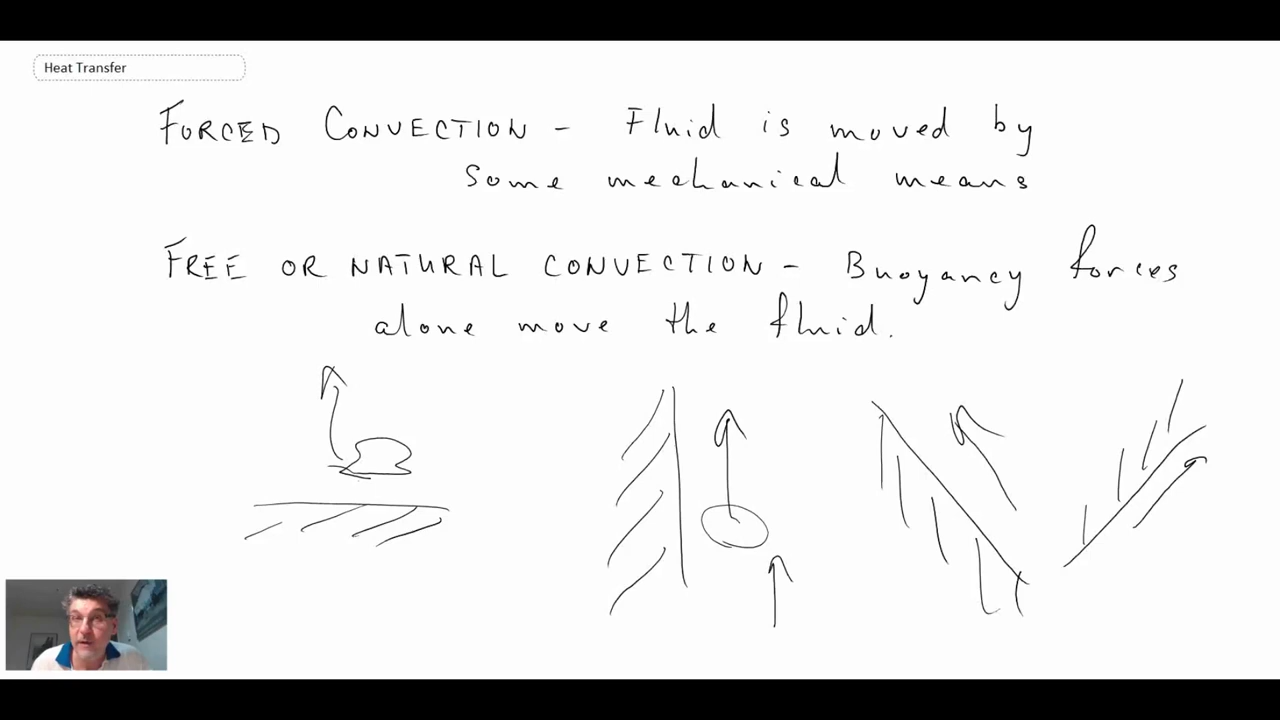 Heat Transfer
FORCED CONVECTION - Fluid is moved by
some mechanical means
FREE OR NATURAL CONVECTION - Buoyancy forces
alone move the fluid.